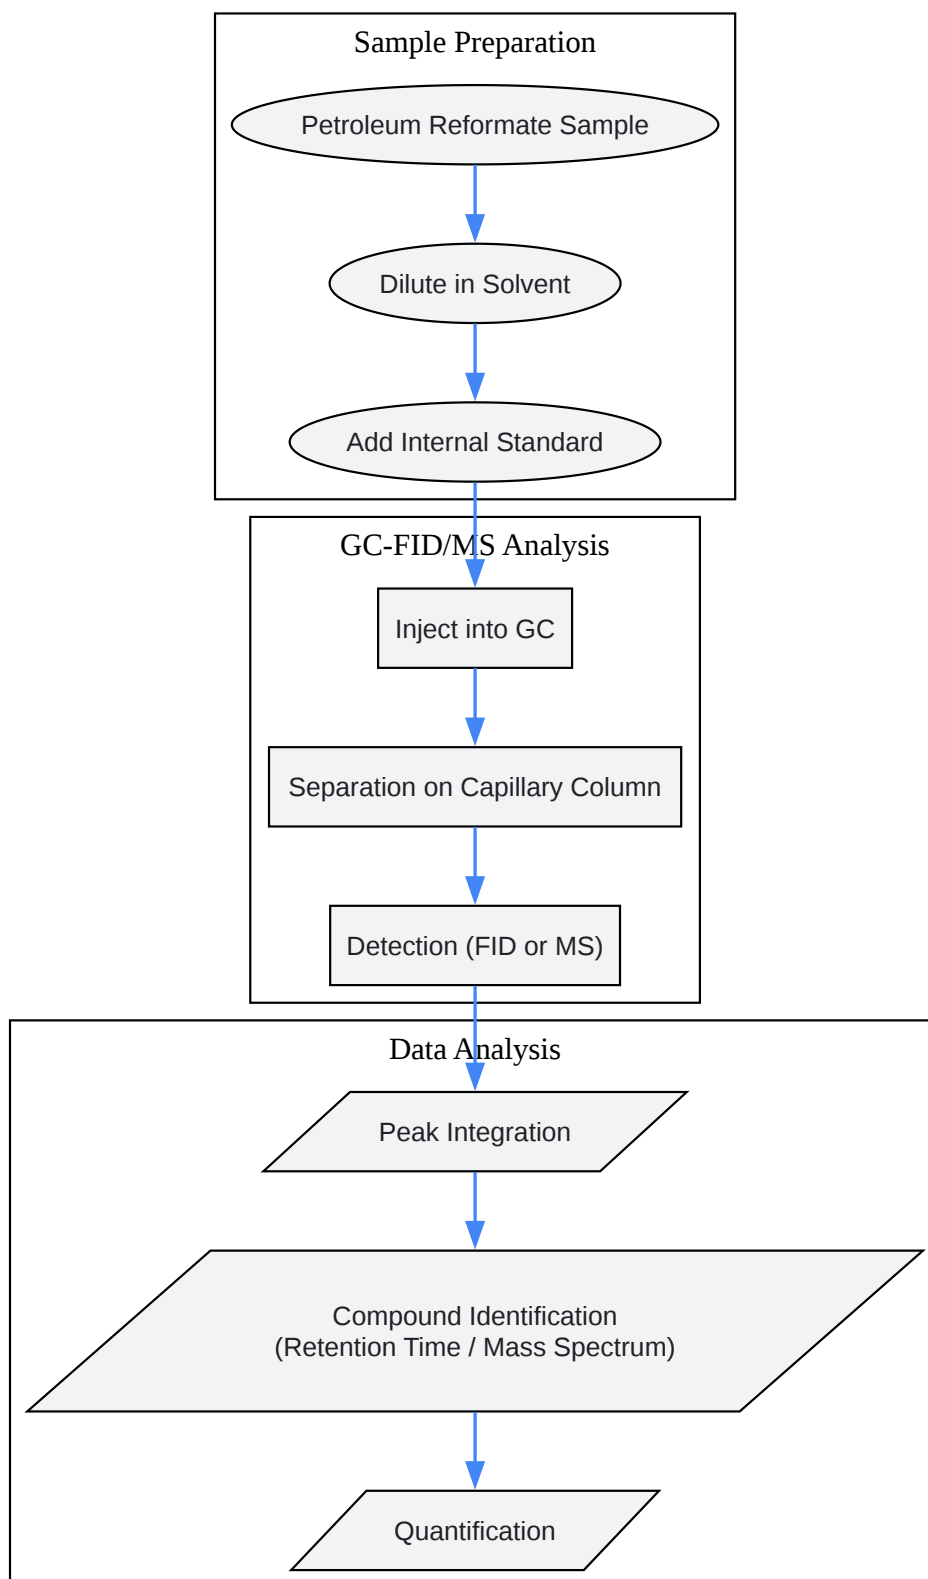 Sample Preparation
Petroleum Reformate Sample
Dilute in Solvent
Add Internal Standard
GC-FID/MS Analysis
Inject into GC
Separation on Capillary Column
Detection (FID or MS)
Data Analysis
Peak Integration
Compound Identification
(Retention Time / Mass Spectrum)
Quantification